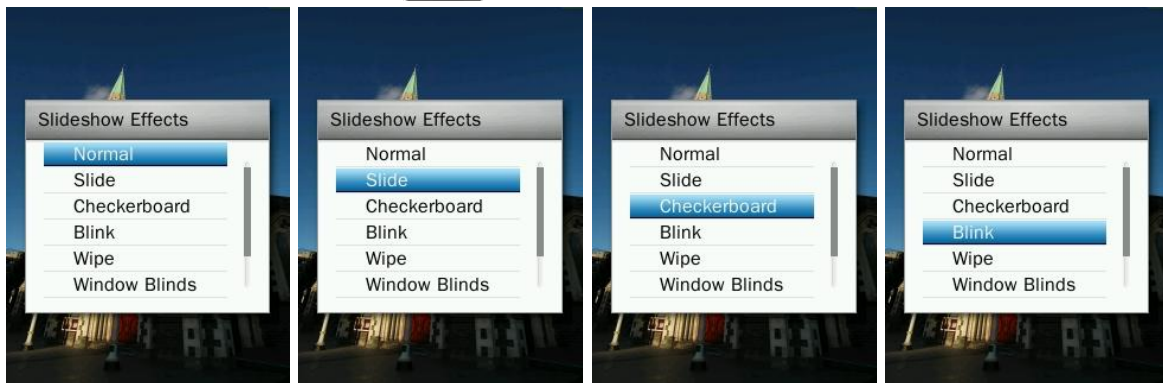 Slideshow Effects
Normal
Slide
Checkerboard
Blink
Wipe
Window Blinds
Slideshow Effects
Normal
Slide
Checkerboard
Blink
Wipe
Window Blinds
Slideshow Effects
Normal
Slide
Checkerboard
Blink
Wipe
Window Blinds
Slideshow Effects
Normal
Slide
Checkerboard
Blink
Wipe
Window Blinds